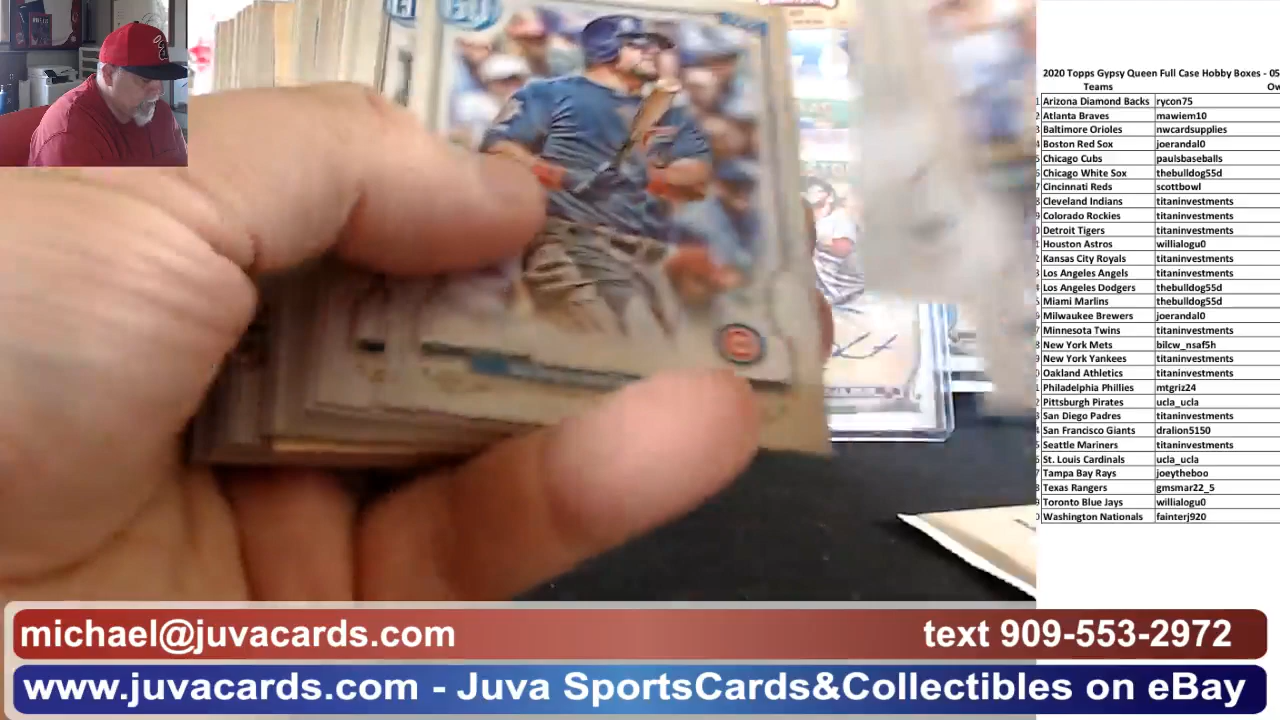 2020 Topps Gypsy Queen Full Case Hobby Boxes - 05
Teams Ow
Arizona Diamond Backs rycon75
Atlanta Braves mawiem10
Baltimore Orioles nwcardsupplies
Boston Red Sox joerandal0
Chicago Cubs paulsbaseballs
Chicago White Sox thebulldog55d
Cincinnati Reds scottbowl
Cleveland Indians titaninvestments
Colorado Rockies titaninvestments
Detroit Tigers titaninvestments
Houston Astros willialogu0
Kansas City Royals titaninvestments
Los Angeles Angels titaninvestments
Los Angeles Dodgers thebulldog55d
Miami Marlins thebulldog55d
Milwaukee Brewers joerandal0
Minnesota Twins titaninvestments
New York Mets bilcw_nsaf5h
New York Yankees titaninvestments
Oakland Athletics titaninvestments
Philadelphia Phillies mtgriz24
Pittsburgh Pirates ucla_ucla
San Diego Padres titaninvestments
San Francisco Giants dralion5150
Seattle Mariners titaninvestments
St. Louis Cardinals ucla_ucla
Tampa Bay Rays joeytheboo
Texas Rangers gmsmar22_5
Toronto Blue Jays willialogu0
Washington Nationals fainterj920
michael@juvacards.com text 909-553-2972
www.juvacards.com - Juva SportsCards&Collectibles on eBay